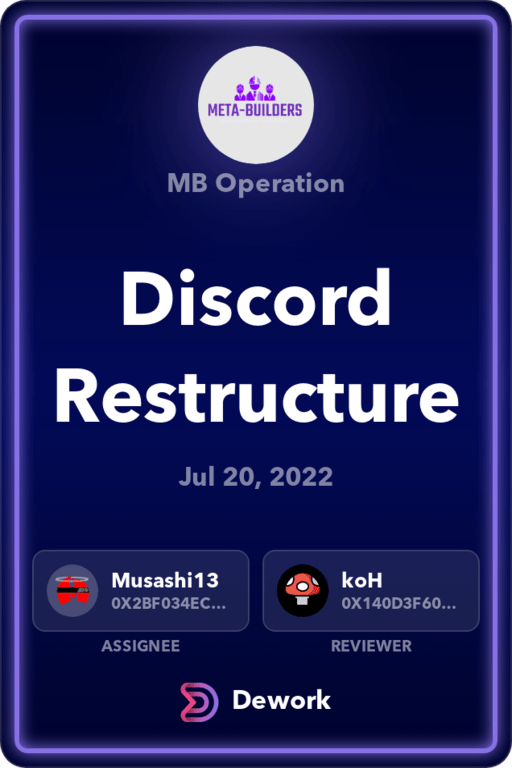 META-BUILDERS
MB Operation
Discord
Restructure
Jul 20, 2022
Musashi13
0X2BF034EC...
koH
0X140D3F60...
ASSIGNEE
REVIEWER
Dework